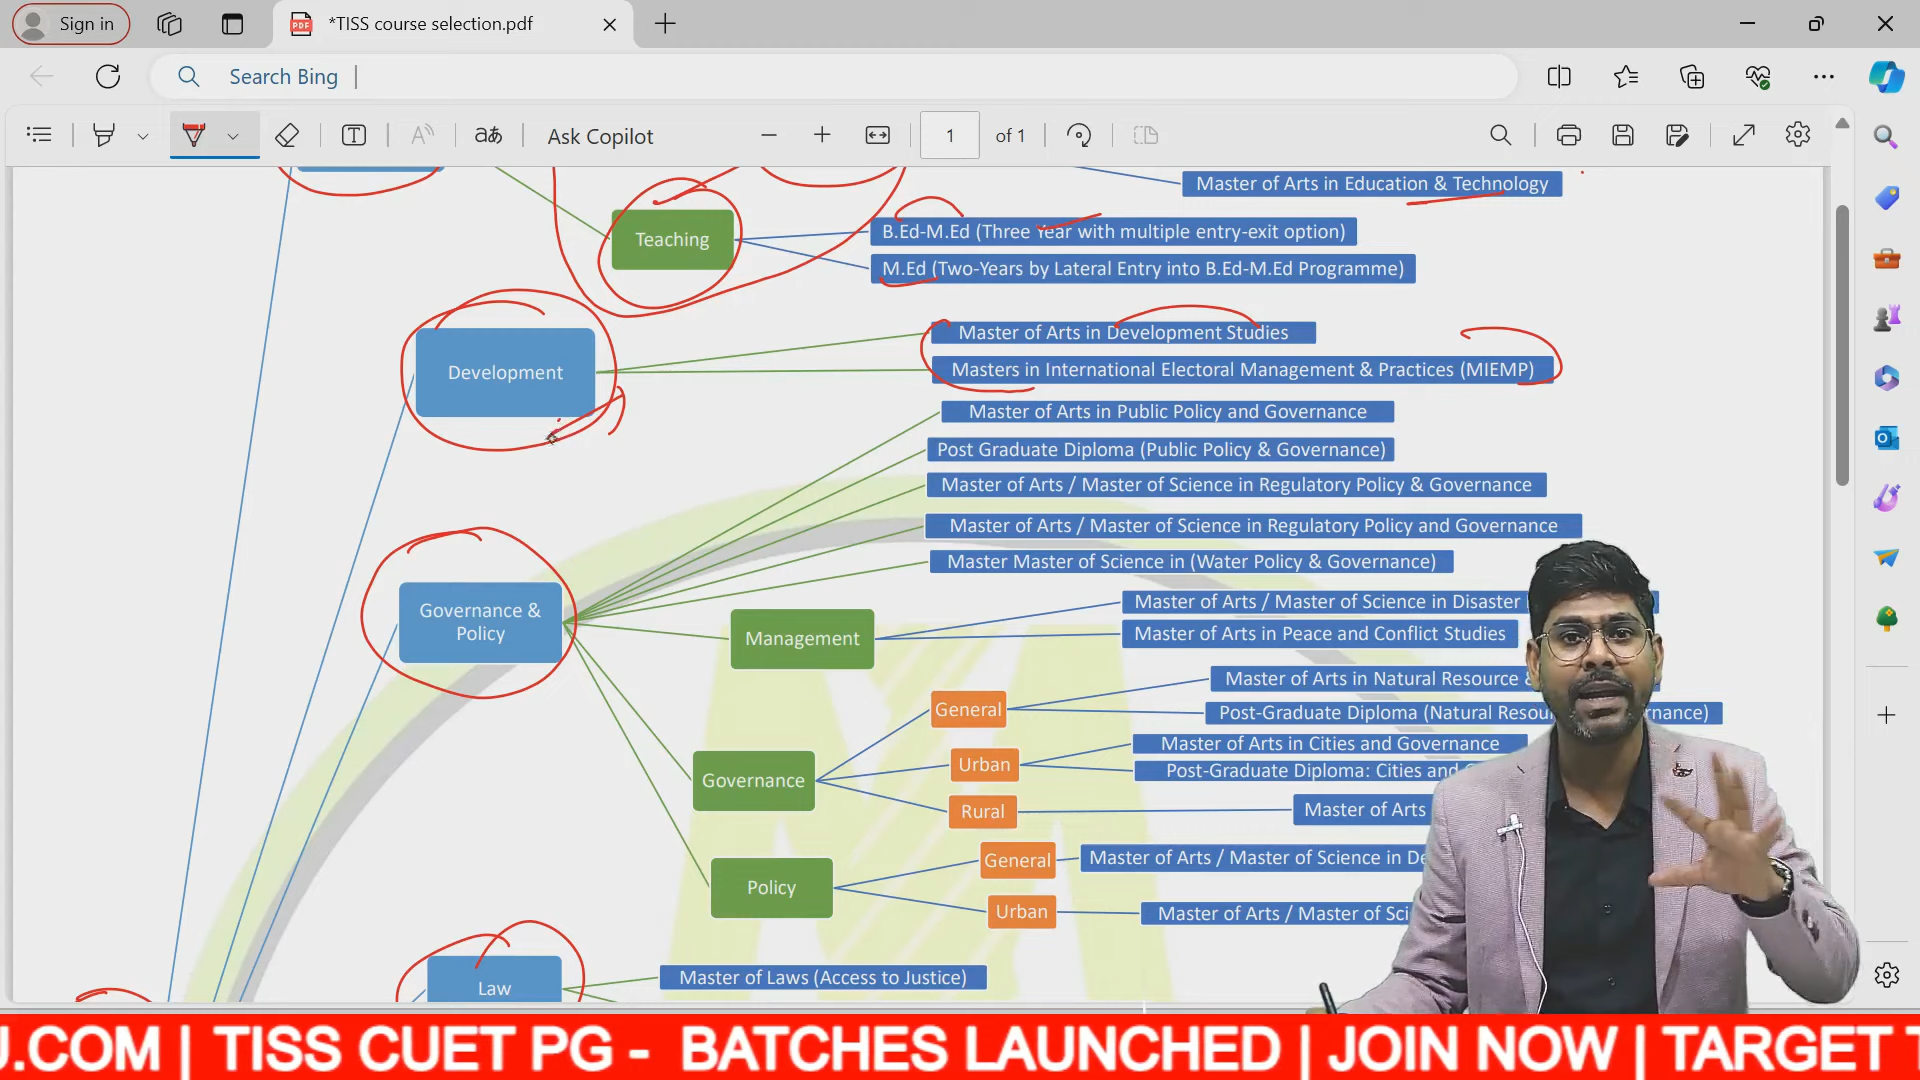 Sign in
*TISS course selection.pdf
Search Bing
aあ
Ask Copilot
1
of 1
Master of Arts in Education & Technology
Teaching
B.Ed-M.Ed (Three Year with multiple entry-exit option)
M.Ed (Two-Years by Lateral Entry into B.Ed-M.Ed Programme)
Development
Master of Arts in Development Studies
Masters in International Electoral Management & Practices (MIEMP)
Master of Arts in Public Policy and Governance
Post Graduate Diploma (Public Policy & Governance)
Master of Arts / Master of Science in Regulatory Policy & Governance
Master of Arts / Master of Science in Regulatory Policy and Governance
Master Master of Science in (Water Policy & Governance)
Governance &
Policy
Management
Master of Arts / Master of Science in Disaster
Master of Arts in Peace and Conflict Studies
Governance
General
Master of Arts in Natural Resource
Post-Graduate Diploma (Natural Resou nance)
Urban
Master of Arts in Cities and Governance
Post-Graduate Diploma: Cities and
Rural
Master of Arts
Policy
General
Master of Arts / Master of Science in De
Urban
Master of Arts / Master of Sci
Law
Master of Laws (Access to Justice)
U.COM | TISS CUET PG - BATCHES LAUNCHED | JOIN NOW | TARGET T